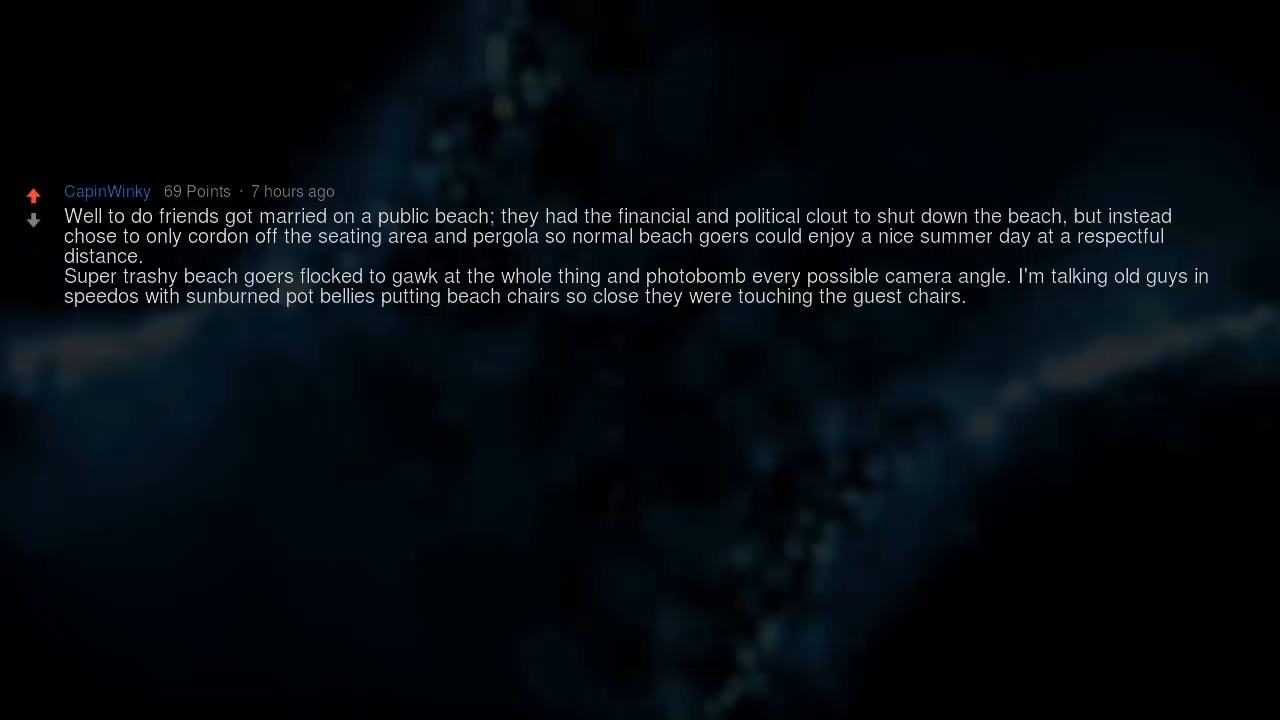 CapinWinky 69 Points · 7 hours ago
Well to do friends got married on a public beach; they had the financial and political clout to shut down the beach, but instead
chose to only cordon off the seating area and pergola so normal beach goers could enjoy a nice summer day at a respectful
distance.
Super trashy beach goers flocked to gawk at the whole thing and photobomb every possible camera angle. I'm talking old guys in
speedos with sunburned pot bellies putting beach chairs so close they were touching the guest chairs.